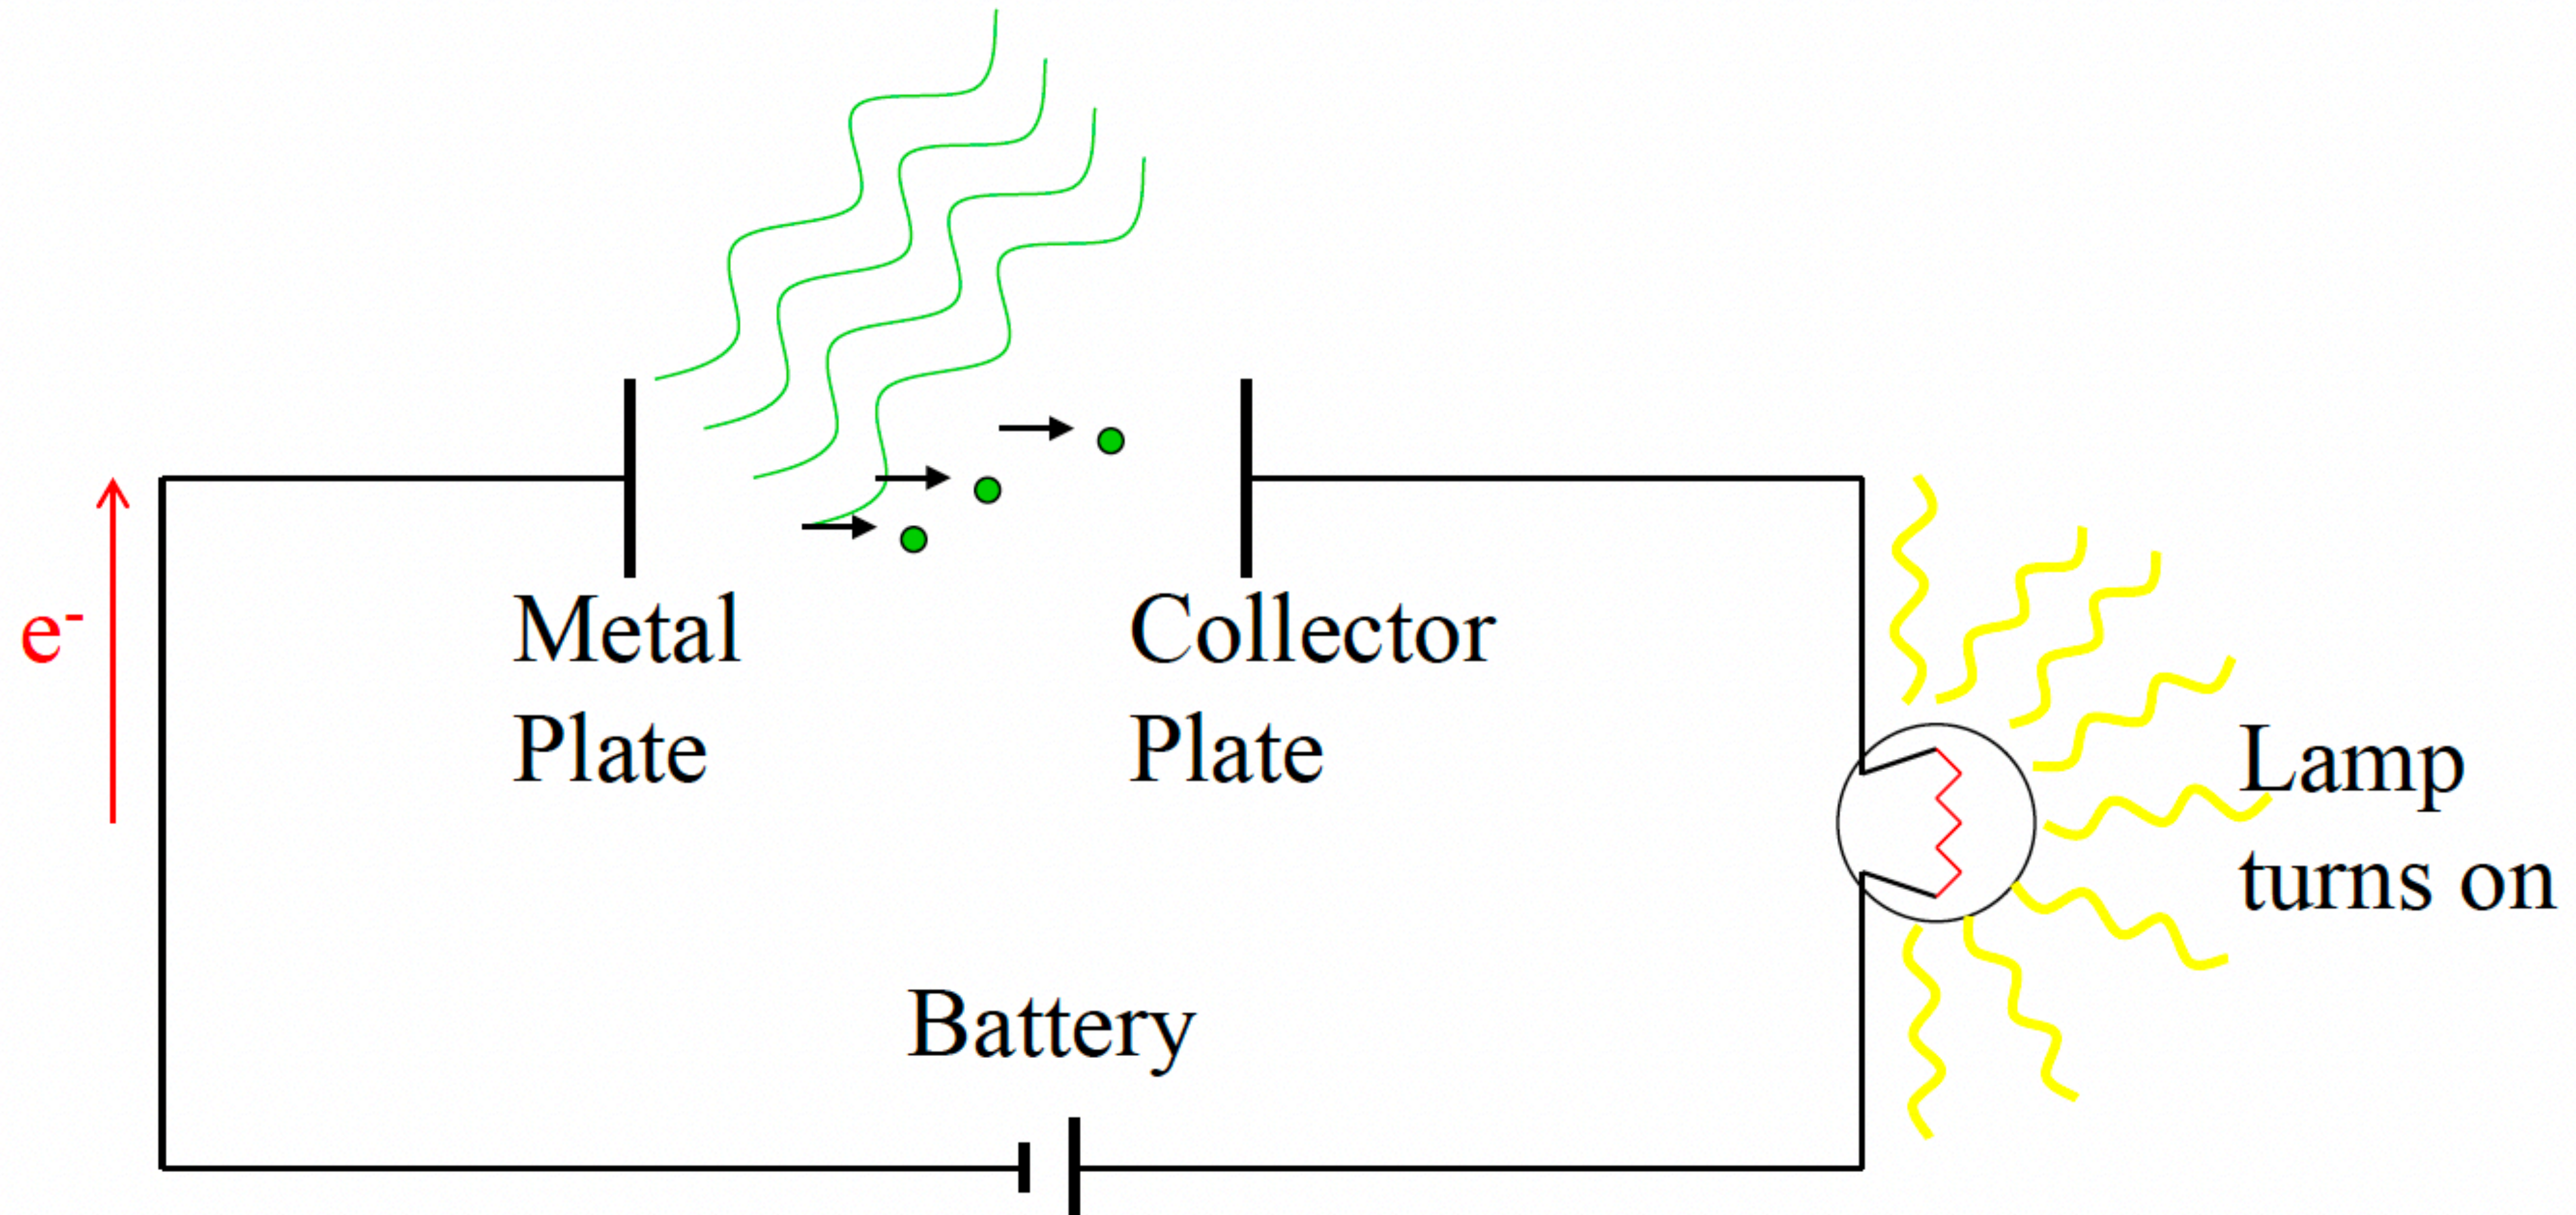 e-
Metal
Plate
Collector
Plate
Lamp
turns on
Battery